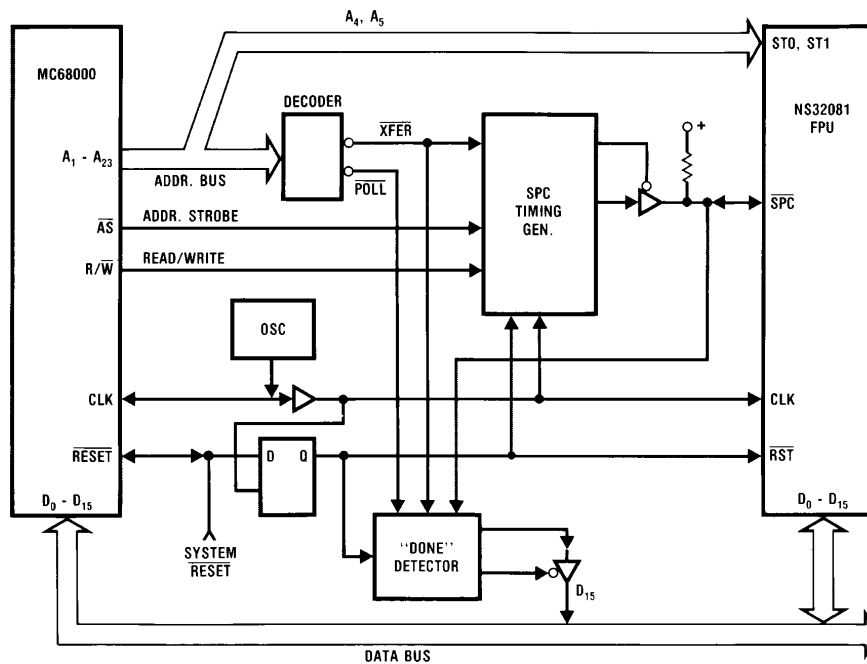 A4, A5
MC68000
ST0, ST1
NS32081
FPU
DECODER
XFER
A1 - A23
ADDR. BUS
POLL
SPC
TIMING
GEN.
+
SPC
AS
ADDR. STROBE
R/W
READ/WRITE
OSC
CLK
CLK
RESET
D Q
RST
D0 - D15
D0 - D15
SYSTEM
RESET
"DONE"
DETECTOR
D15
DATA BUS